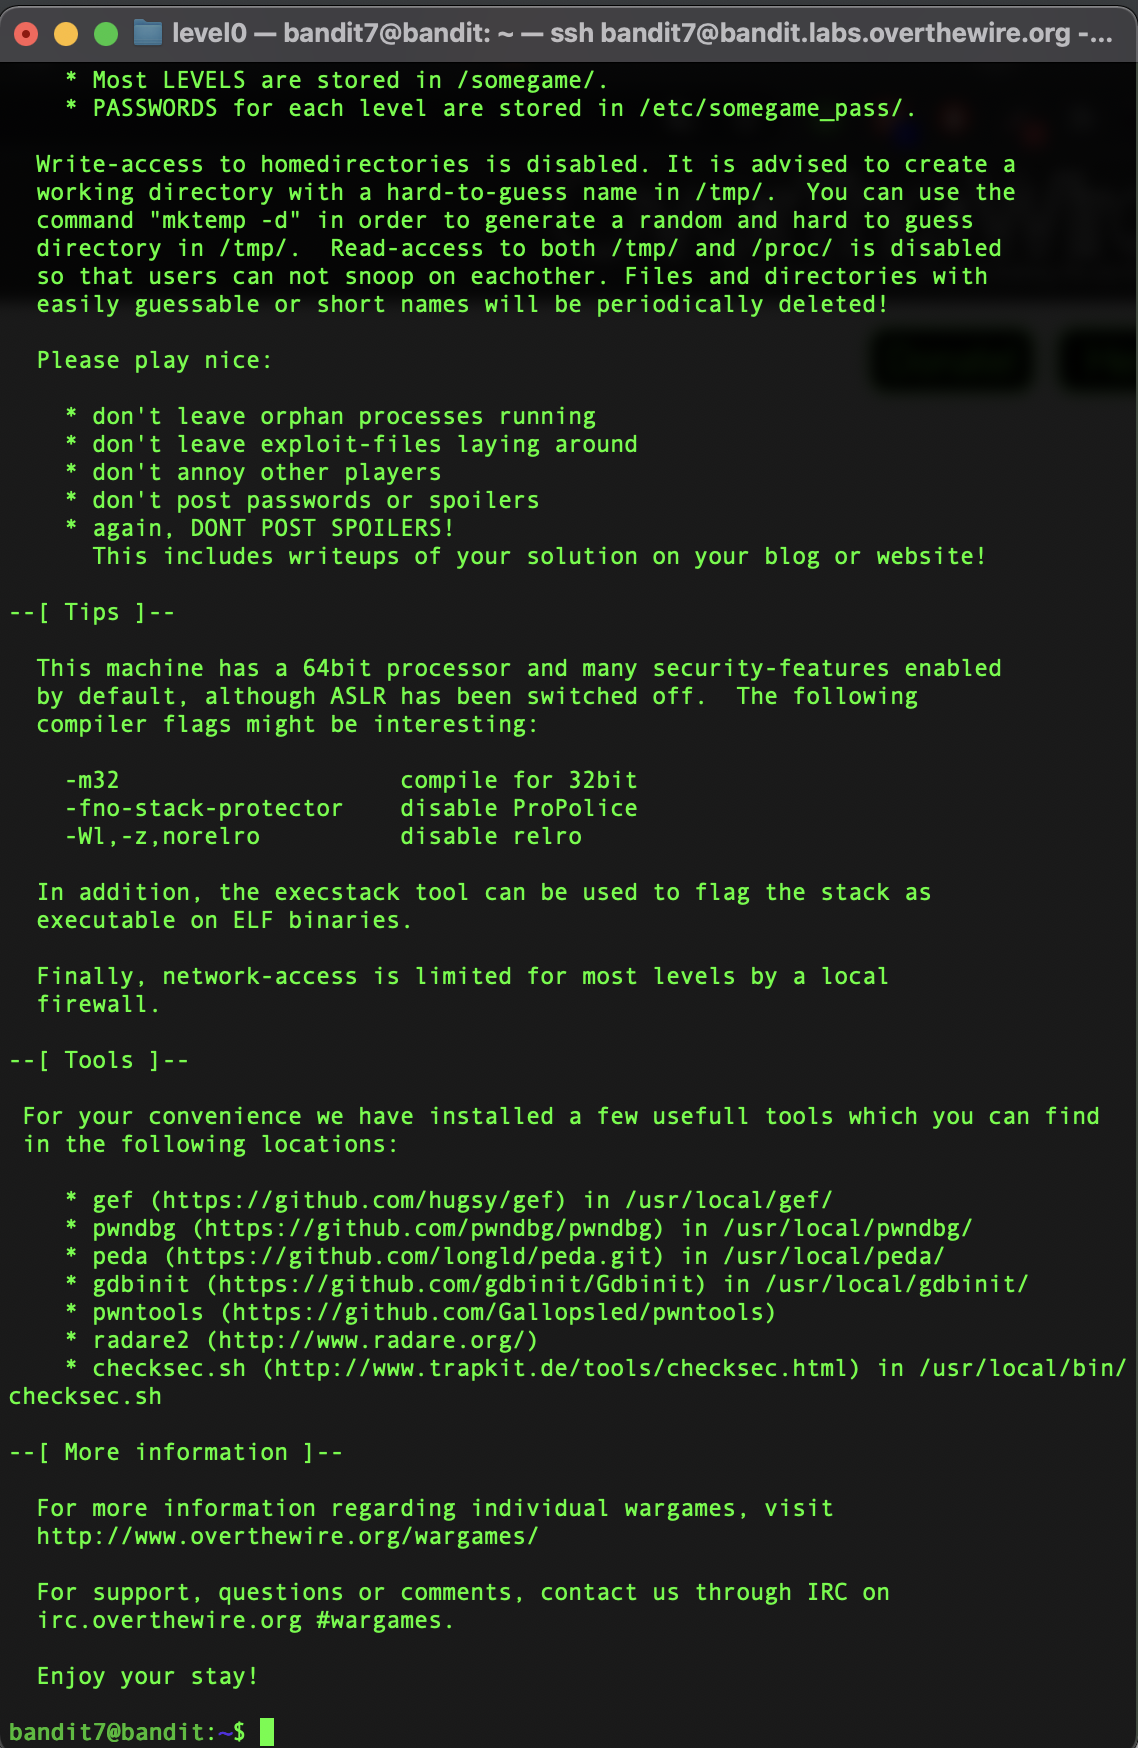 level0 — bandit7@bandit: ~ — ssh bandit7@bandit.labs.overthewire.org -...
* Most LEVELS are stored in /somegame/.
* PASSWORDS for each level are stored in /etc/somegame_pass/.
Write-access to homedirectories is disabled. It is advised to create a
working directory with a hard-to-guess name in /tmp/.  You can use the
command "mktemp -d" in order to generate a random and hard to guess
directory in /tmp/.  Read-access to both /tmp/ and /proc/ is disabled
so that users can not snoop on eachother. Files and directories with
easily guessable or short names will be periodically deleted!
Please play nice:
* don't leave orphan processes running
* don't leave exploit-files laying around
* don't annoy other players
* don't post passwords or spoilers
* again, DONT POST SPOILERS!
This includes writeups of your solution on your blog or website!
--[ Tips ]--
This machine has a 64bit processor and many security-features enabled
by default, although ASLR has been switched off.  The following
compiler flags might be interesting:
-m32                    compile for 32bit
-fno-stack-protector    disable ProPolice
-Wl,-z,norelro          disable relro
In addition, the execstack tool can be used to flag the stack as
executable on ELF binaries.
Finally, network-access is limited for most levels by a local
firewall.
--[ Tools ]--
For your convenience we have installed a few usefull tools which you can find
in the following locations:
* gef (https://github.com/hugsy/gef) in /usr/local/gef/
* pwndbg (https://github.com/pwndbg/pwndbg) in /usr/local/pwndbg/
* peda (https://github.com/longld/peda.git) in /usr/local/peda/
* gdbinit (https://github.com/gdbinit/Gdbinit) in /usr/local/gdbinit/
* pwntools (https://github.com/Gallopsled/pwntools)
* radare2 (http://www.radare.org/)
* checksec.sh (http://www.trapkit.de/tools/checksec.html) in /usr/local/bin/
checksec.sh
--[ More information ]--
For more information regarding individual wargames, visit
http://www.overthewire.org/wargames/
For support, questions or comments, contact us through IRC on
irc.overthewire.org #wargames.
Enjoy your stay!
bandit7@bandit:~$